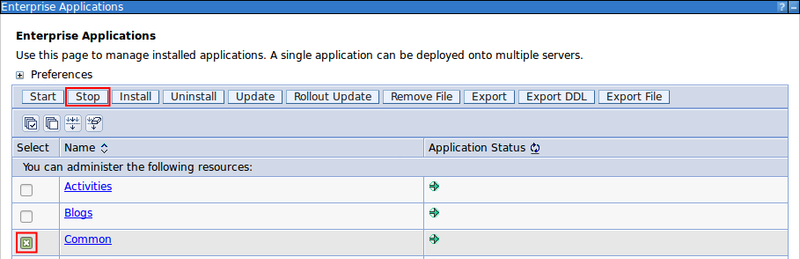 Enterprise Applications ? –
Enterprise Applications
Use this page to manage installed applications. A single application can be deployed onto multiple servers.
Preferences
Start Stop Install Uninstall Update Rollout Update Remove File Export Export DDL Export File
Select Name Application Status
You can administer the following resources:
Activities
Blogs
Common